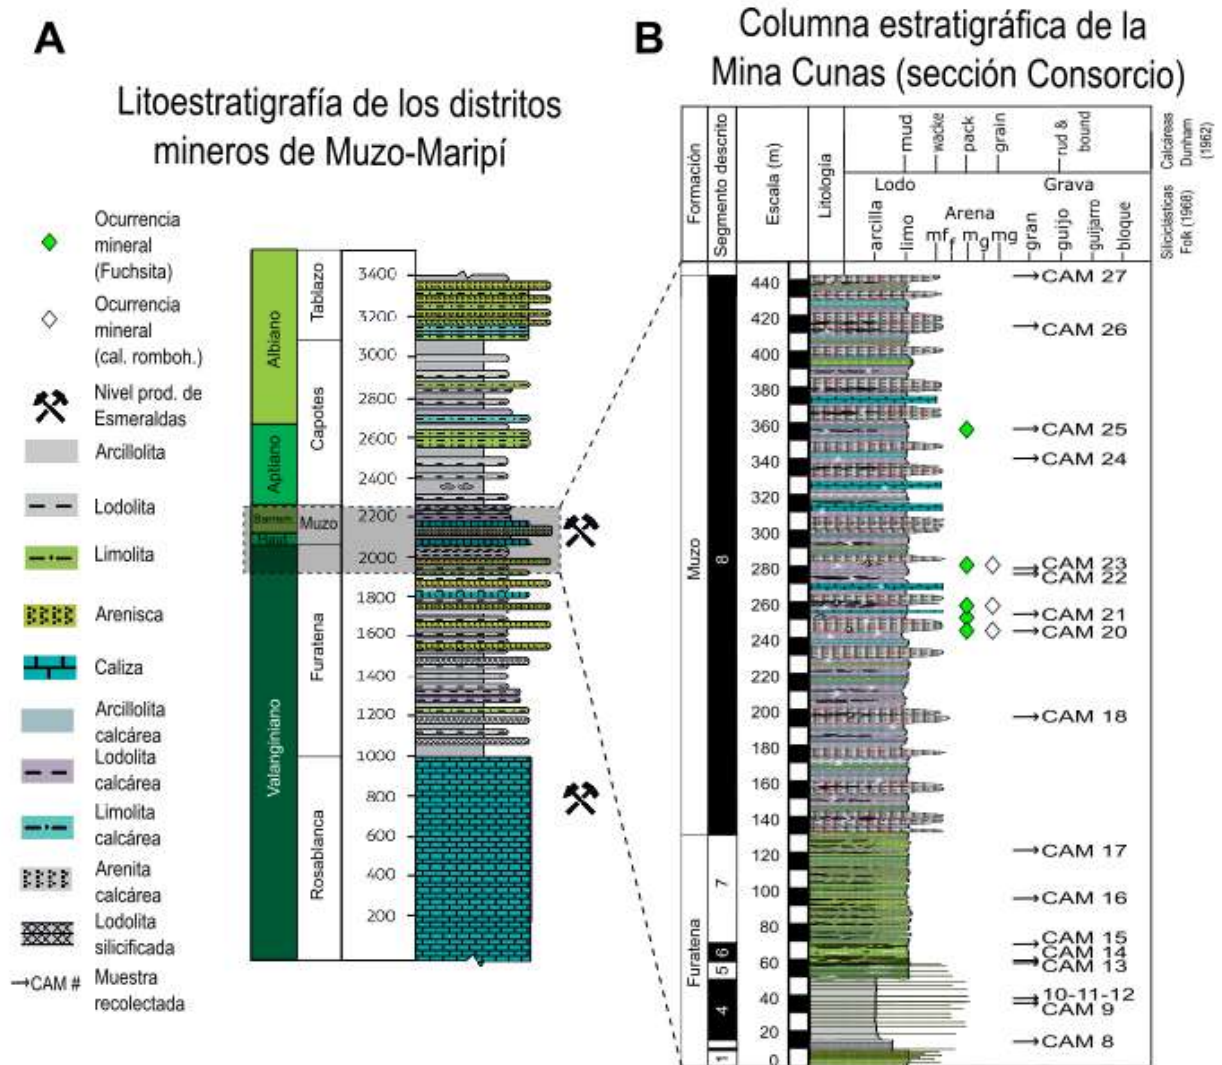 A
Litoestratigrafía de los distritos
mineros de Muzo-Maripí
Ocurrencia
mineral
(Fuchsita)
Ocurrencia
mineral
(cal. romboh.)
Nivel prod. de
Esmeraldas
Arcillolita
Lodolita
Limolita
Arenisca
Caliza
Arcillolita
calcárea
Lodolita
calcárea
Limolita
calcárea
Arenita
calcárea
Lodolita
silicificada
→CAM #
Muestra
recolectada
Albiano
Aptiano
Valanginiano
Tablazo
Capotes
Muzo
Furatena
Rosablanca
3400
3200
3000
2800
2600
2400
2200
2000
1800
1600
1400
1200
1000
800
600
400
200
B
Columna estratigráfica de la
Mina Cunas (sección Consorcio)
Formación
Segmento descrito
Escala (m)
Litología
mud
wacke
pack
grain
rud &
bound
Calcáreas
Dunham
(1962)
Lodo
Grava
Arena
arcilla
limo
mf
f
m
g
mg
gran
guijo
guijarro
bloque
Siliciclásticas
Folk (1968)
Muzo
Furatena
8
7
6
5
4
1
440
420
400
380
360
340
320
300
280
260
240
220
200
180
160
140
120
100
80
60
40
20
0
→CAM 27
→CAM 26
→CAM 25
→CAM 24
→CAM 23
→CAM 22
→CAM 21
→CAM 20
→CAM 18
→CAM 17
→CAM 16
→CAM 15
→CAM 14
→CAM 13
→10-11-12
→CAM 9
→CAM 8